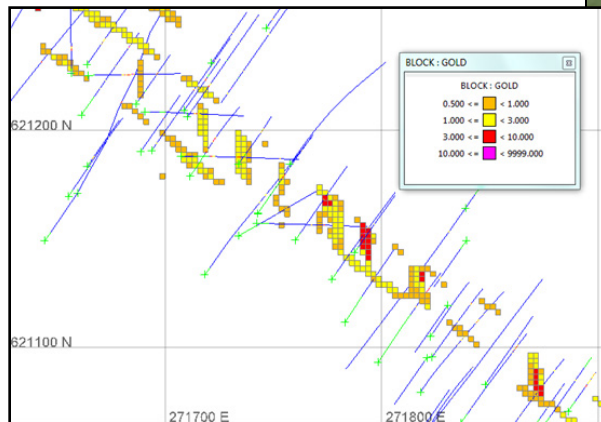 BLOCK : GOLD
BLOCK : GOLD
0.500 <= < 1.000
1.000 <= < 3.000
3.000 <= < 10.000
10.000 <= < 9999.000
621200 N
621100 N
271700 E
271800 E